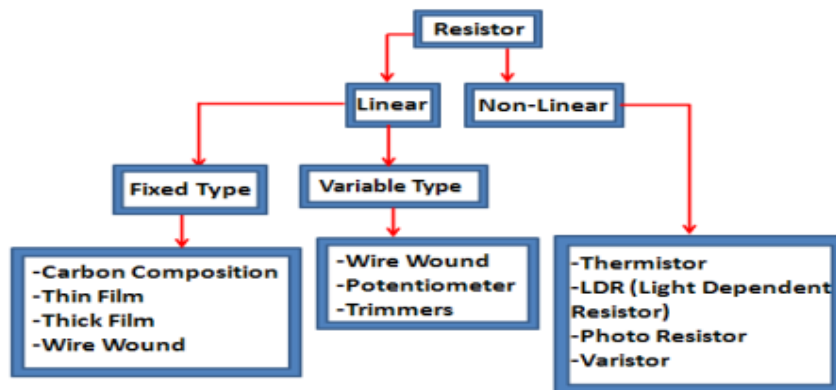 Resistor
Linear
Non-Linear
Fixed Type
Variable Type
-Carbon Composition
-Thin Film
-Thick Film
-Wire Wound
-Wire Wound
-Potentiometer
-Trimmers
-Thermistor
-LDR (Light Dependent
Resistor)
-Photo Resistor
-Varistor